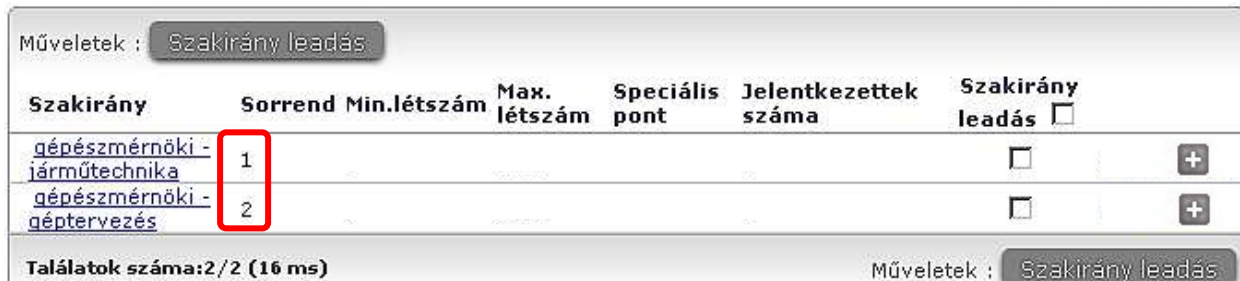 Műveletek : Szakirány leadás
Szakirány Sorrend Min.létszám Max. létszám Speciális pont Jelentkezettek száma Szakirány leadás
gépészmérnöki - járműtechnika 1
gépészmérnöki - géptervezés 2
Találatok száma:2/2 (16 ms) Műveletek : Szakirány leadás